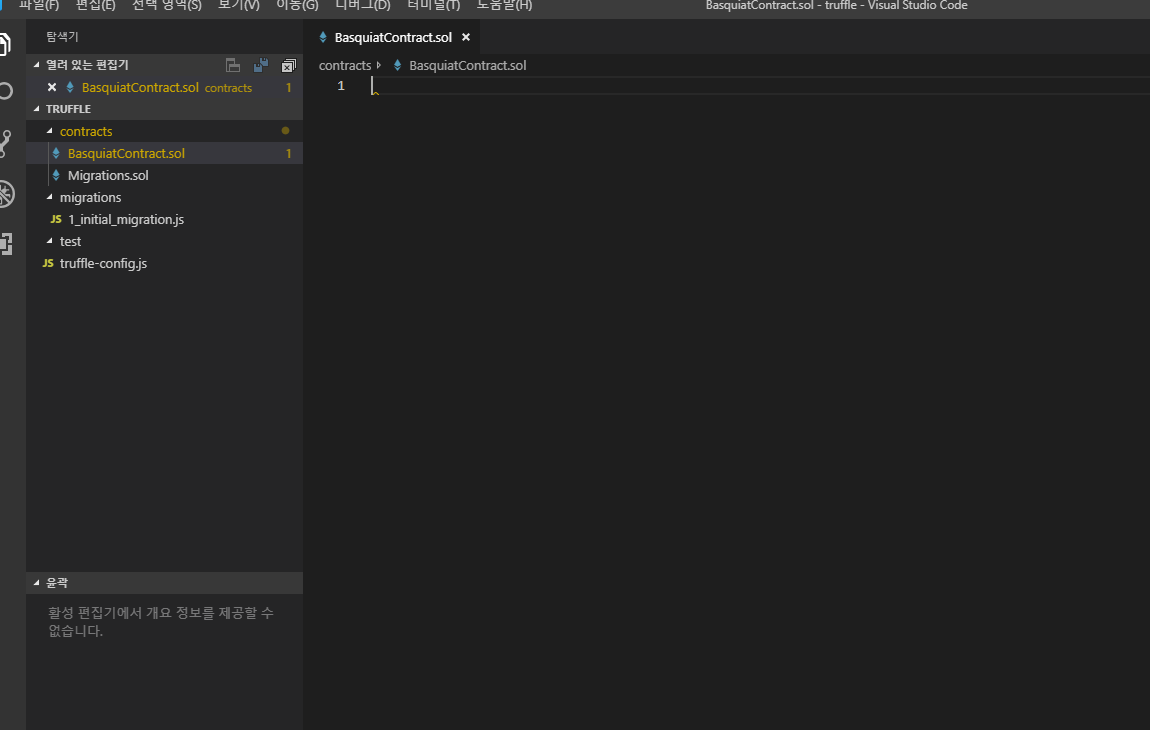 파일(F) 편집(E) 선택 영역(S) 보기(V) 이동(G) 디버그(D) 터미널(T) 도움말(H) BasquiatContract.sol - truffle - Visual Studio Code
탐색기
열려 있는 편집기
BasquiatContract.sol contracts 1
TRUFFLE
contracts
BasquiatContract.sol 1
Migrations.sol
migrations
JS 1_initial_migration.js
test
JS truffle-config.js
윤곽
활성 편집기에서 개요 정보를 제공할 수
없습니다.
BasquiatContract.sol
contracts BasquiatContract.sol
1